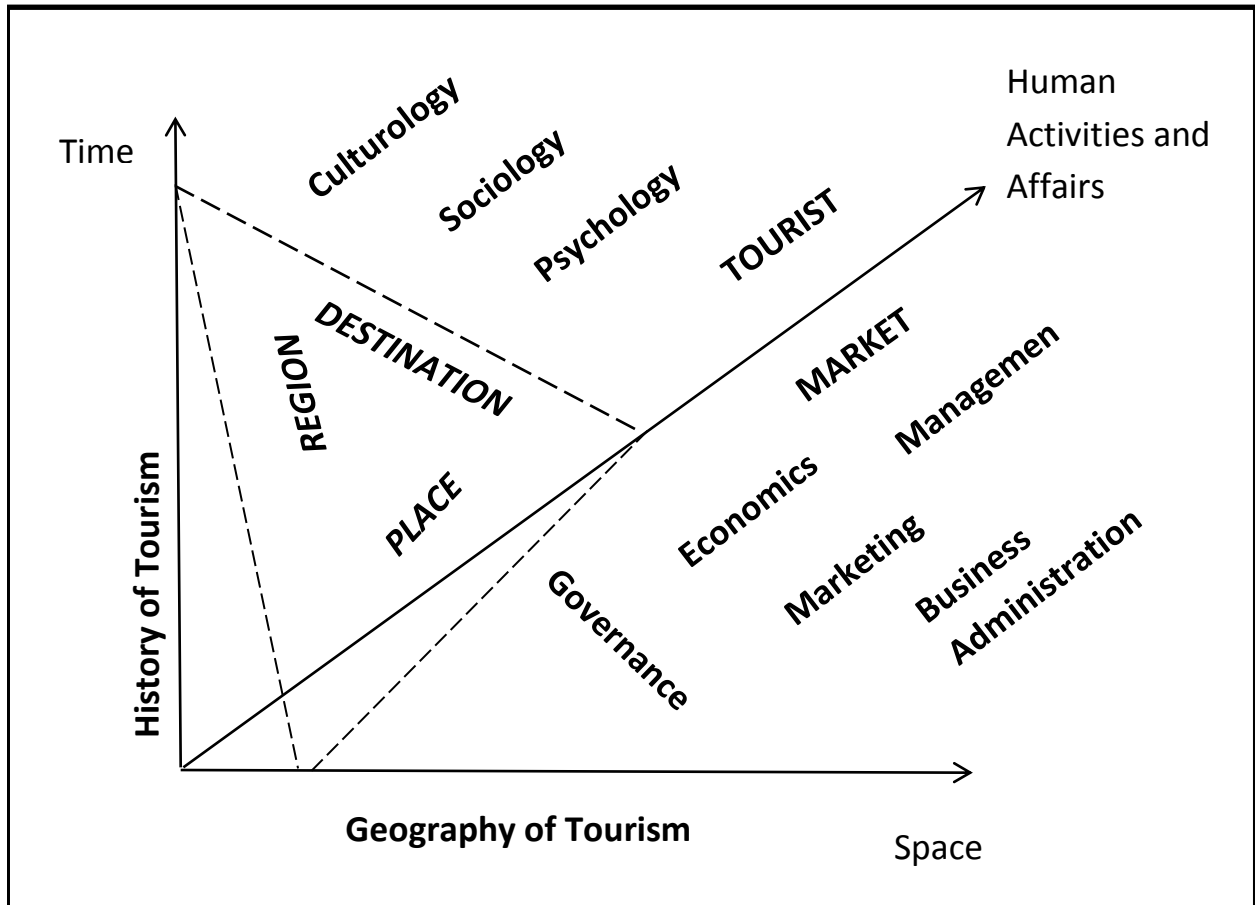 Human
Activities and
Affairs
Time
Culturology
Sociology
Psychology
TOURIST
DESTINATION
REGION
PLACE
MARKET
Managemen
Economics
Marketing
Business
Administration
Governance
History of Tourism
Geography of Tourism
Space